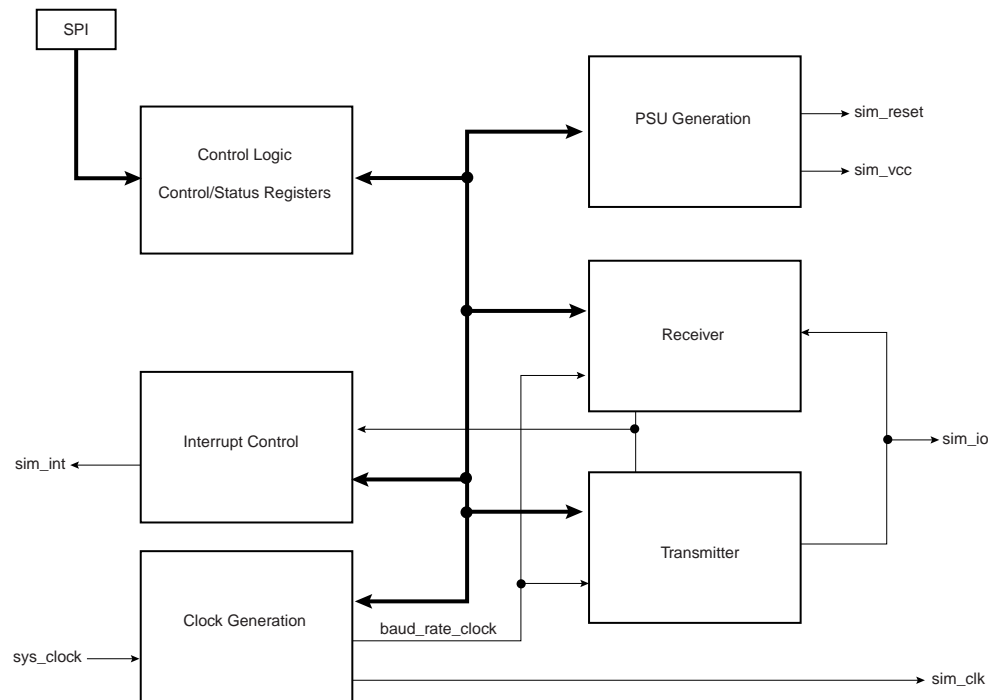 SPI
PSU Generation
sim_reset
sim_vcc
Control Logic
Control/Status Registers
Receiver
Interrupt Control
sim_int
sim_io
Transmitter
Clock Generation
baud_rate_clock
sys_clock
sim_clk